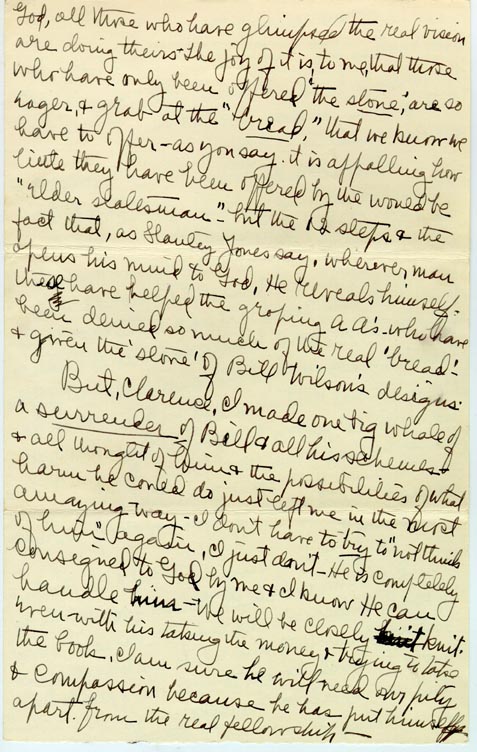 God, all those who have glimpsed the real vision
are doing theirs - the joy of it is, to me, that those
who have only been offered 'the stone', are so
eager, & grab at the "bread," that we know we
have to offer - as you say. it is appalling how
little they have been offered by the would be
"elder statesman" - but the 12 steps & the
fact that, as Stanley Jones say, wherever man
opens his mind to God, He reveals himself -
these have helped the groping A A's - who have
been denied so much of the real 'bread' -
& given the 'stone' of Bill Wilson's designs.
But, Clarence, I made one big whale of
a surrender of Bill & all his schemes -
& all thought of him & the possibilities of what
harm he could do just left me in the most
amazing way - I don't have to try to "not think
of him" again, I just don't - He is completely
consigned to God by me & I know He can
handle him - We will be closely knit.
even - with his taking the money & trying to take
the book. I am sure he will need our pity
& compassion because he has put himself
apart. from the real fellowship -